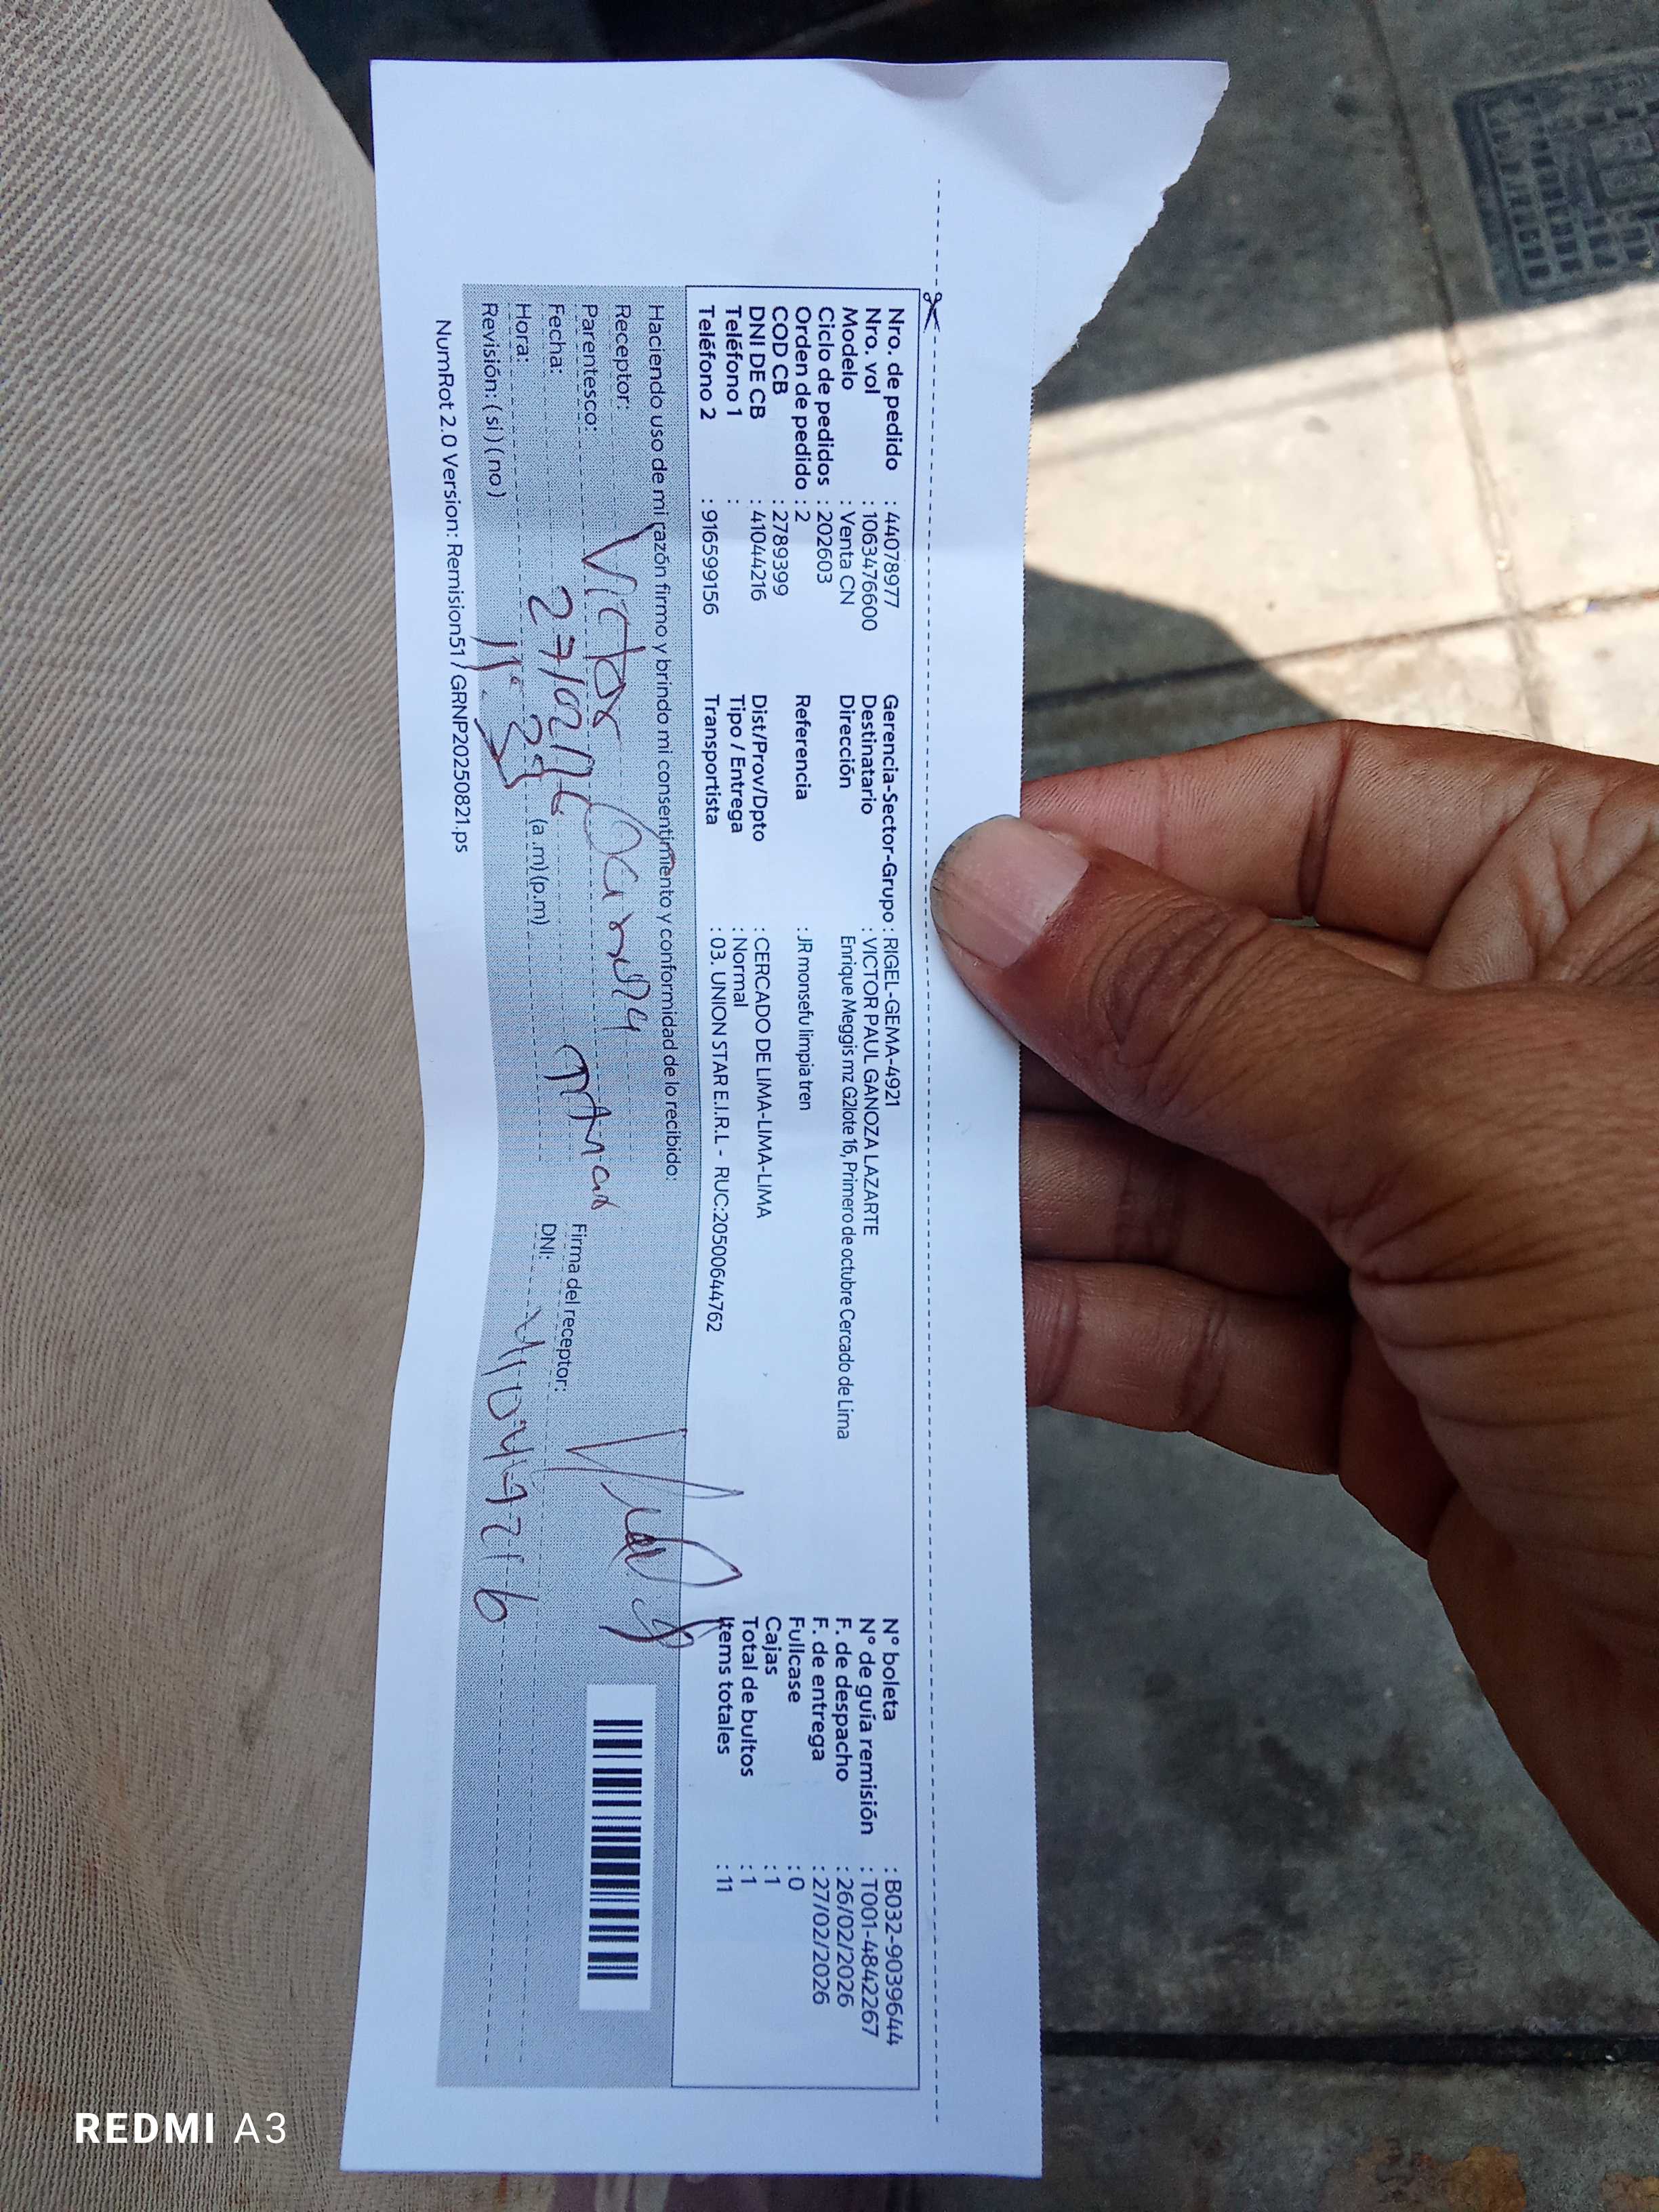 Nro. de pedido : 44078977
Nro. vol : 1063476600
Modelo : Venta CN
Ciclo de pedidos : 202603
Orden de pedido : 2
COD CB : 2789399
DNI DE CB : 41044216
Teléfono 1 :
Teléfono 2 : 916599156
Gerencia-Sector-Grupo : RIGEL-GEMA-4921
Destinatario : VICTOR PAUL GANOZA LAZARTE
Dirección Enrique Meggis mz G2lote 16, Primero de octubre Cercado de Lima
Referencia : JR monsefu limpia tren
Dist/Prov/Dpto : CERCADO DE LIMA-LIMA-LIMA
Tipo / Entrega : Normal
Transportista : 03. UNION STAR E.I.R.L - RUC:20500644762
N° boleta : B032-9039644
N° de guía remisión : T001-4842267
F. de despacho : 26/02/2026
F. de entrega : 27/02/2026
Fullcase : 0
Cajas : 1
Total de bultos : 1
Items totales : 11
Haciendo uso de mi razón firmo y brindo mi consentimiento y conformidad de lo recibido:
Receptor: Victor
Parentesco:
Fecha: 27/02/26
Hora: (a.m) (p.m)
Revisión: ( si ) ( no )
Firma del receptor:
DNI:
NumRot 2.0 Version: Remision51 / GRNP20250821.ps
REDMI A3